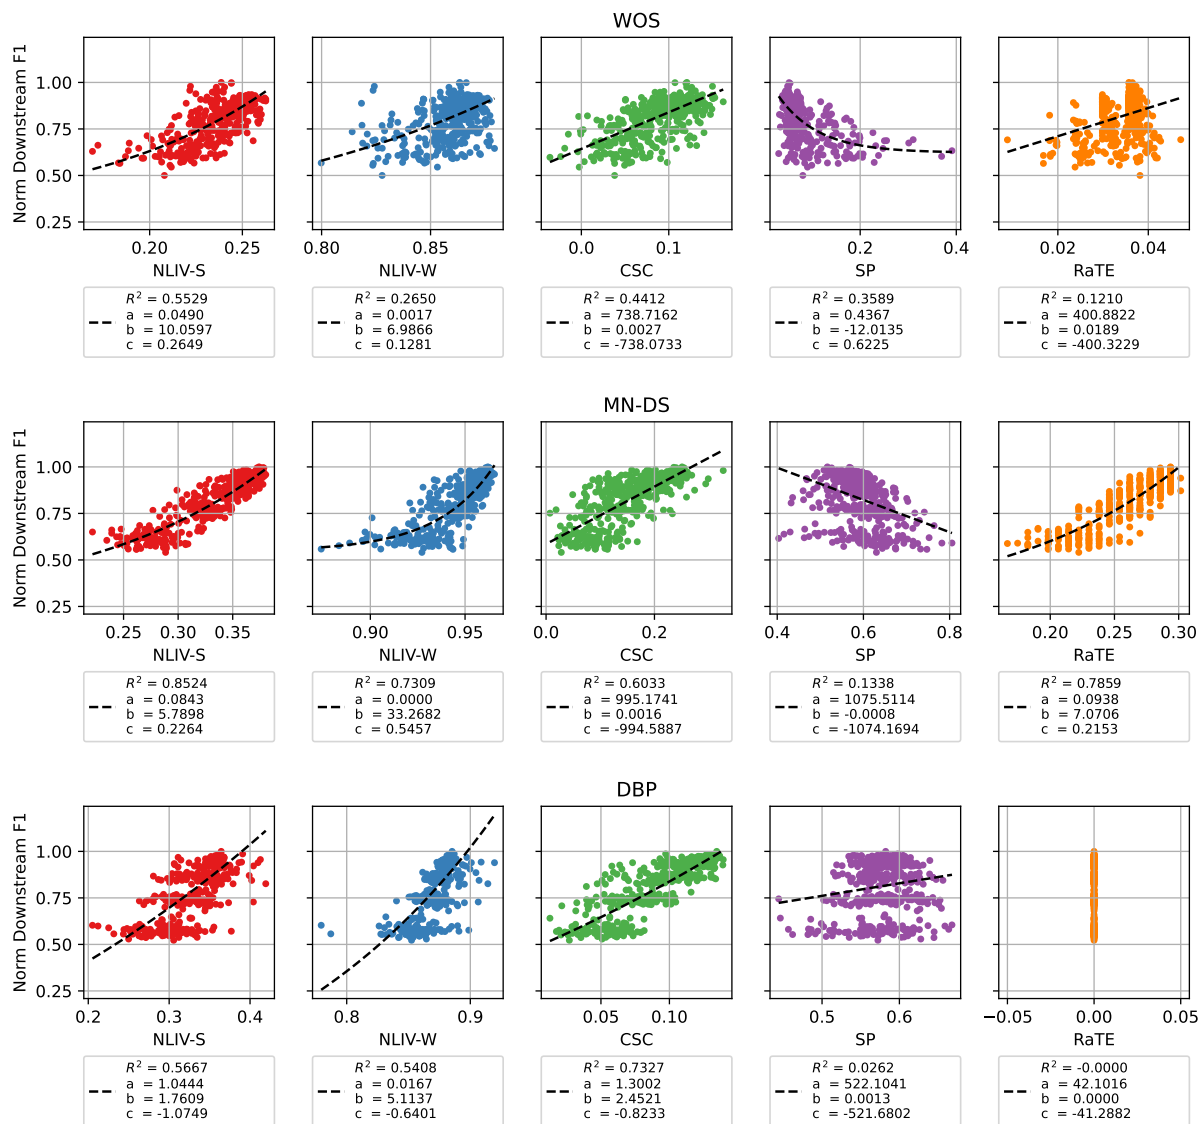 WOS
Norm Downstream F1
1.00
0.75
0.50
0.25
0.20 0.25
0.80 0.85
0.0 0.1
0.2 0.4
0.02 0.04
NLIV-S NLIV-W CSC SP RaTE
R² = 0.5529
a = 0.0490
b = 10.0597
c = 0.2649
R² = 0.2650
a = 0.0017
b = 6.9866
c = 0.1281
R² = 0.4412
a = 738.7162
b = 0.0027
c = -738.0733
R² = 0.3589
a = 0.4367
b = -12.0135
c = 0.6225
R² = 0.1210
a = 400.8822
b = 0.0189
c = -400.3229
MN-DS
Norm Downstream F1
1.00
0.75
0.50
0.25
0.25 0.30 0.35
0.90 0.95
0.0 0.2
0.4 0.6 0.8
0.20 0.25 0.30
NLIV-S NLIV-W CSC SP RaTE
R² = 0.8524
a = 0.0843
b = 5.7898
c = 0.2264
R² = 0.7309
a = 0.0000
b = 33.2682
c = 0.5457
R² = 0.6033
a = 995.1741
b = 0.0016
c = -994.5887
R² = 0.1338
a = 1075.5114
b = -0.0008
c = -1074.1694
R² = 0.7859
a = 0.0938
b = 7.0706
c = 0.2153
DBP
Norm Downstream F1
1.00
0.75
0.50
0.25
0.2 0.3 0.4
0.8 0.9
0.05 0.10
0.5 0.6
−0.05 0.00 0.05
NLIV-S NLIV-W CSC SP RaTE
R² = 0.5667
a = 1.0444
b = 1.7609
c = -1.0749
R² = 0.5408
a = 0.0167
b = 5.1137
c = -0.6401
R² = 0.7327
a = 1.3002
b = 2.4521
c = -0.8233
R² = 0.0262
a = 522.1041
b = 0.0013
c = -521.6802
R² = -0.0000
a = 42.1016
b = 0.0000
c = -41.2882